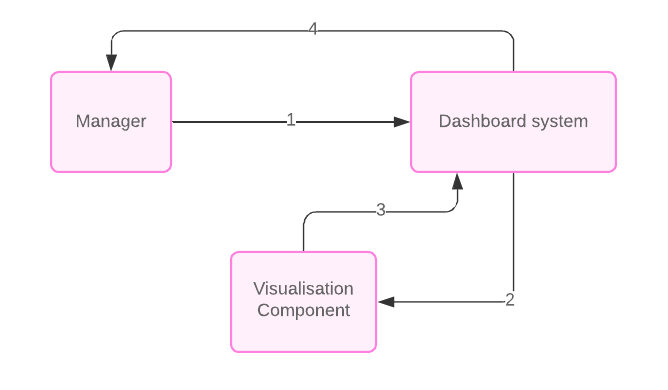 4
Manager
1
Dashboard system
3
Visualisation
Component
2